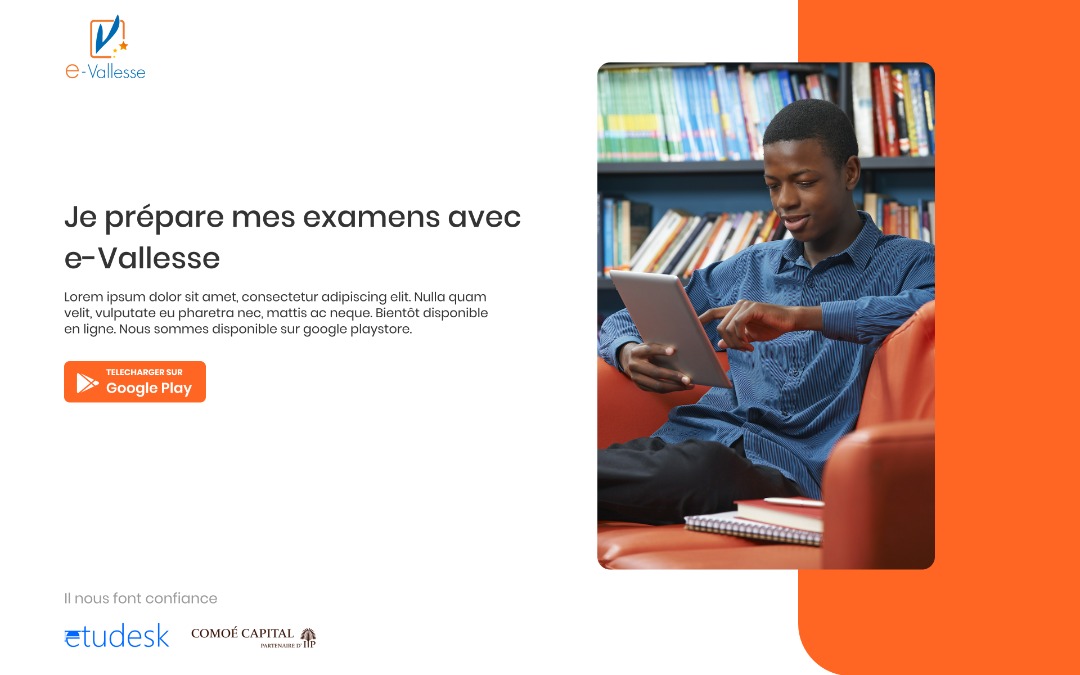 e-Vallesse
Je prépare mes examens avec
e-Vallesse
Lorem ipsum dolor sit amet, consectetur adipiscing elit. Nulla quam
velit, vulputate eu pharetra nec, mattis ac neque. Bientôt disponible
en ligne. Nous sommes disponible sur google playstore.
TELECHARGER SUR
Google Play
Il nous font confiance
etudesk
COMOÉ CAPITAL
PARTENAIRE D'I&P